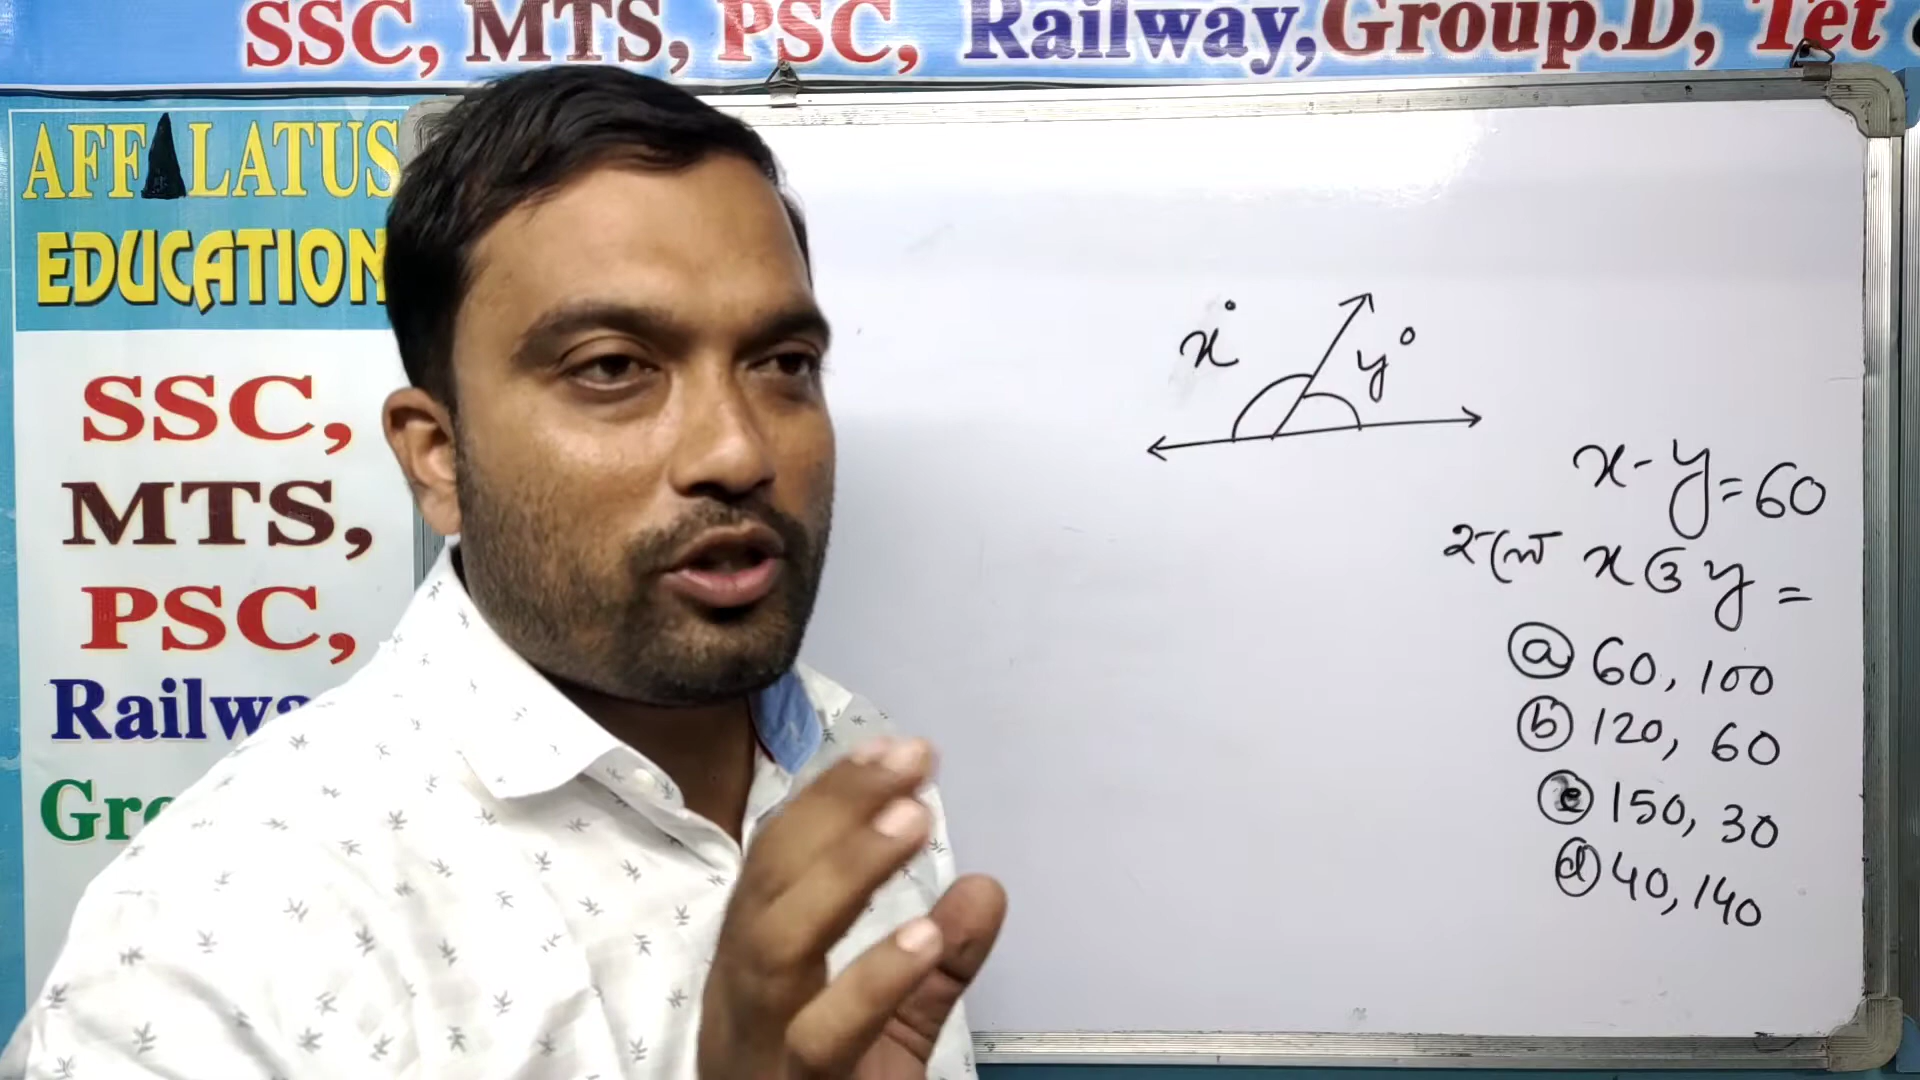 SSC, MTS, PSC, Railway,Group.D, Tet &
AFFALATUS
EDUCATION
SSC,
MTS,
PSC,
Railwa
Gr
x° y°
x-y=60
হলে x ও y =
(a) 60, 100
(b) 120, 60
(c) 150, 30
(d) 40, 140